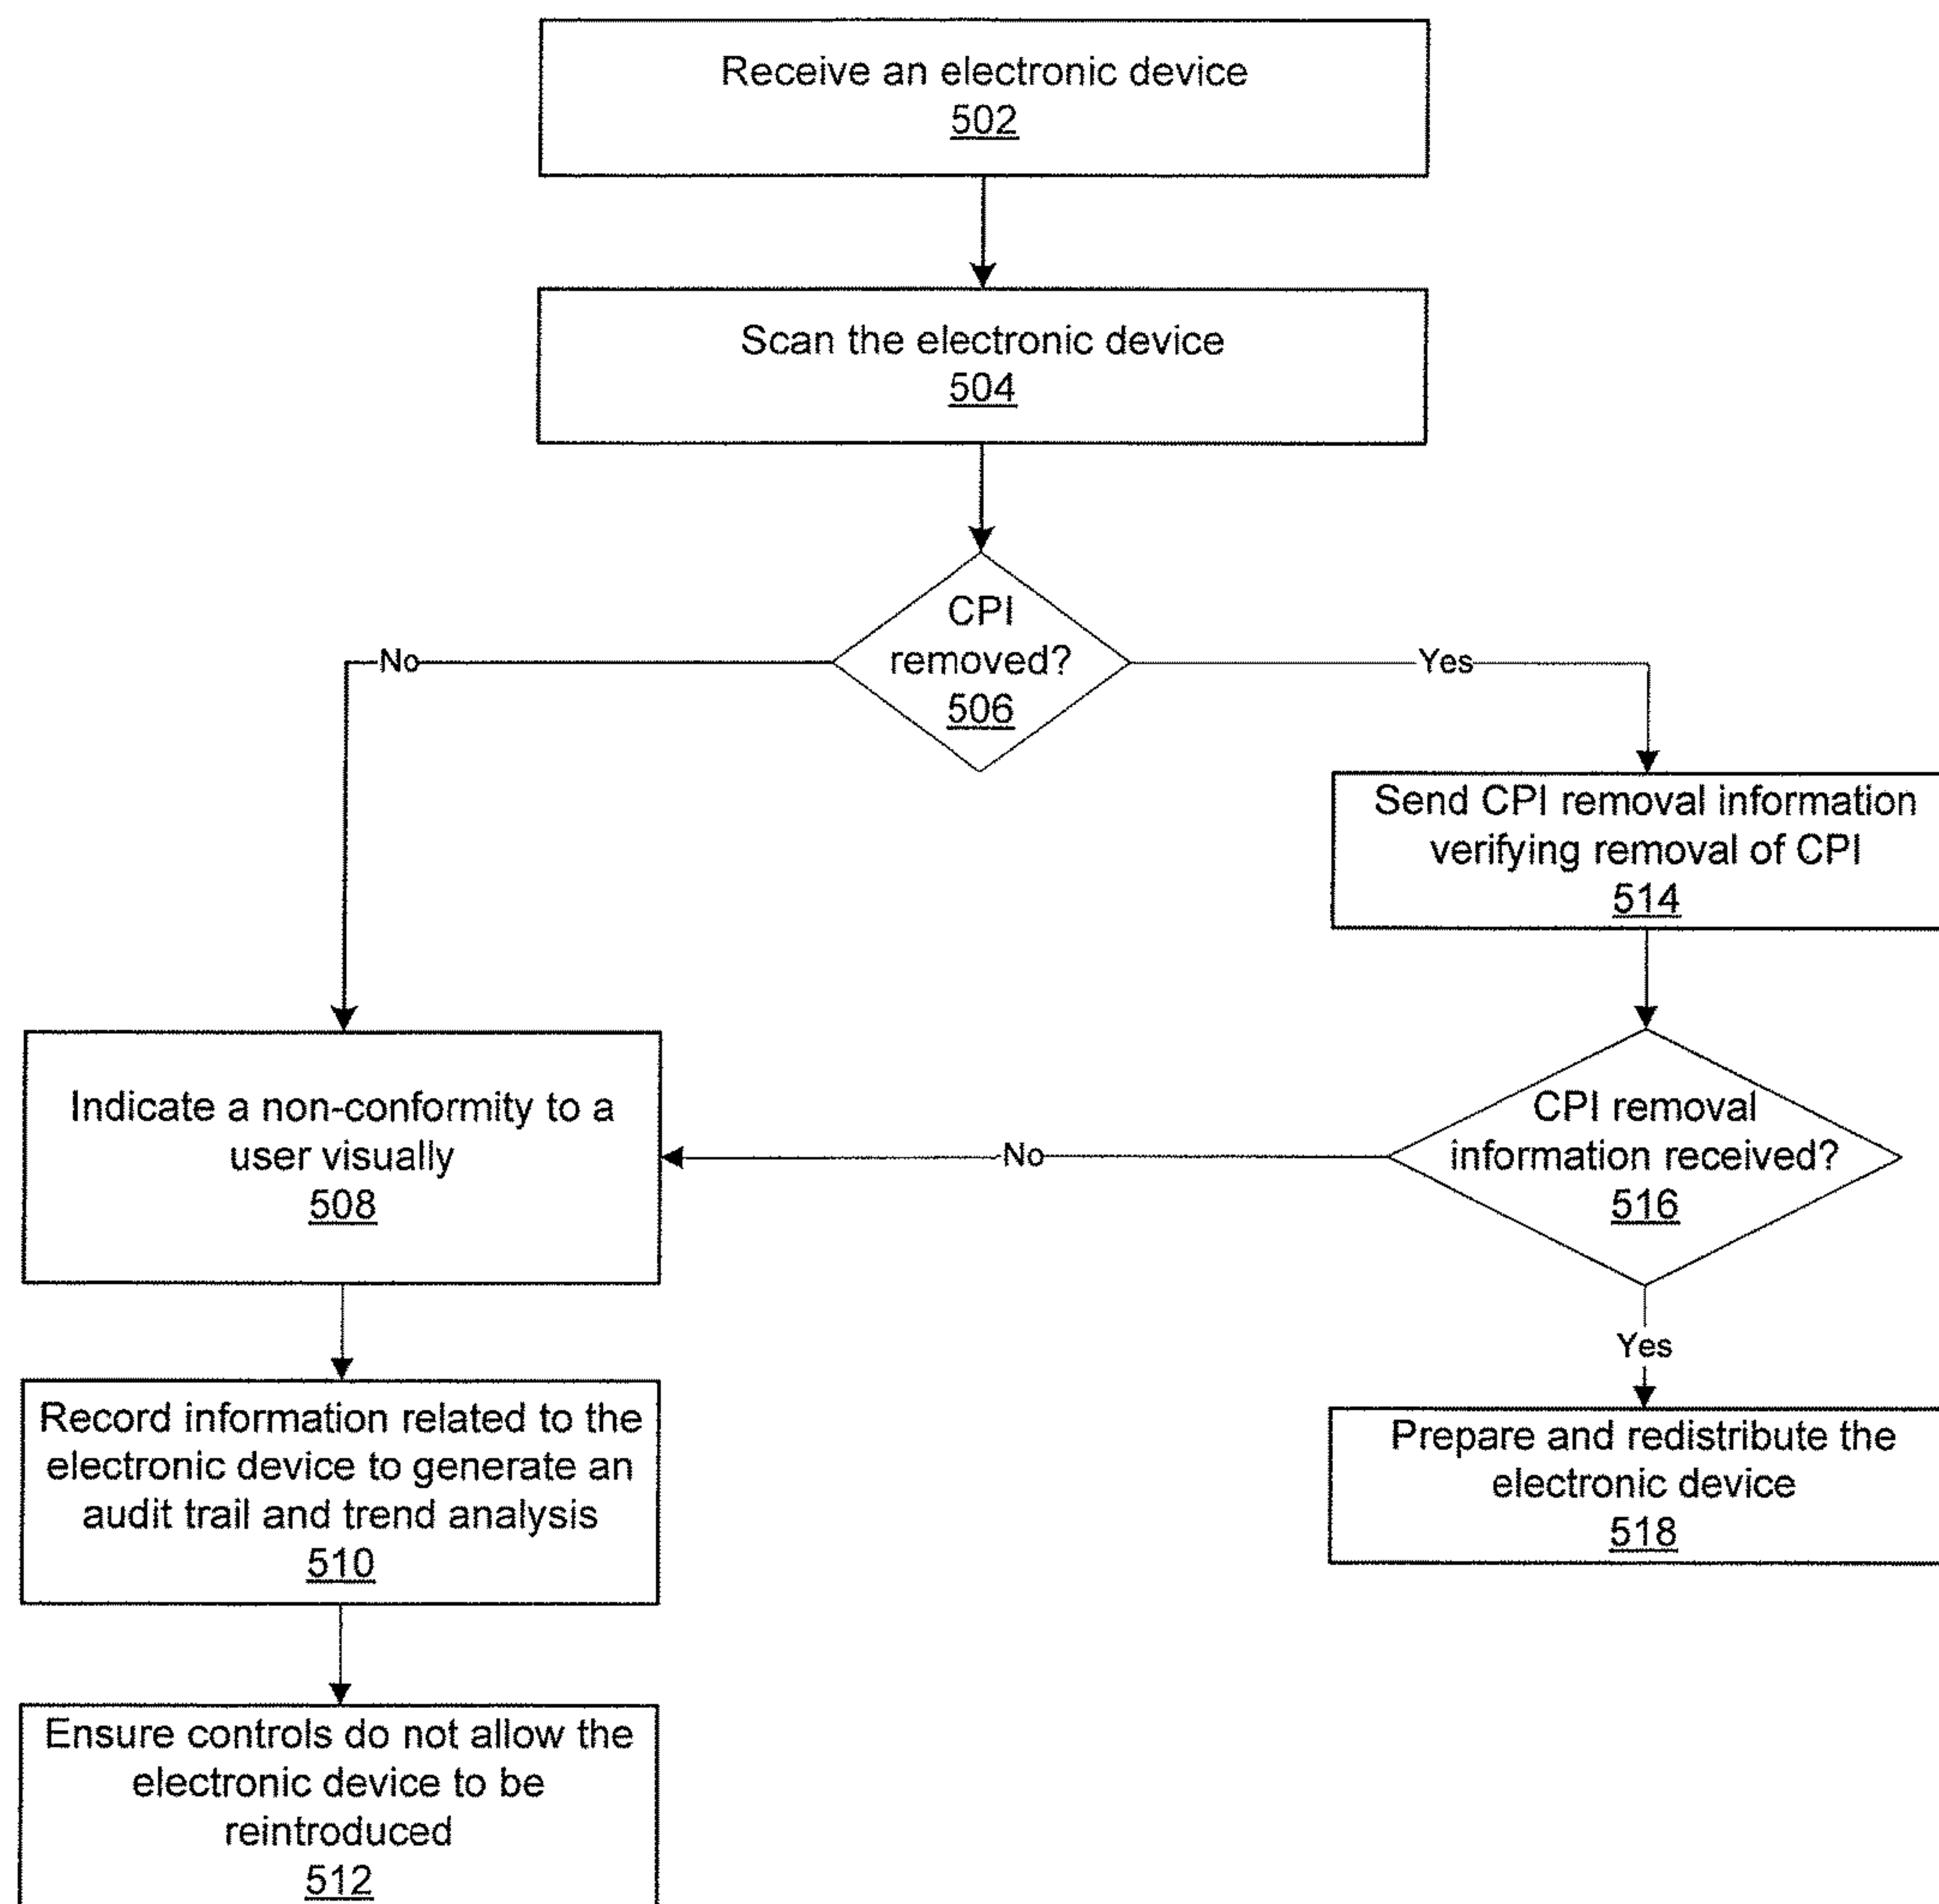 Receive an electronic device
502
Scan the electronic device
504
CPI
removed?
506
No
Yes
Send CPI removal information
verifying removal of CPI
514
Indicate a non-conformity to a
user visually
508
No
CPI removal
information received?
516
Yes
Record information related to the
electronic device to generate an
audit trail and trend analysis
510
Prepare and redistribute the
electronic device
518
Ensure controls do not allow the
electronic device to be
reintroduced
512